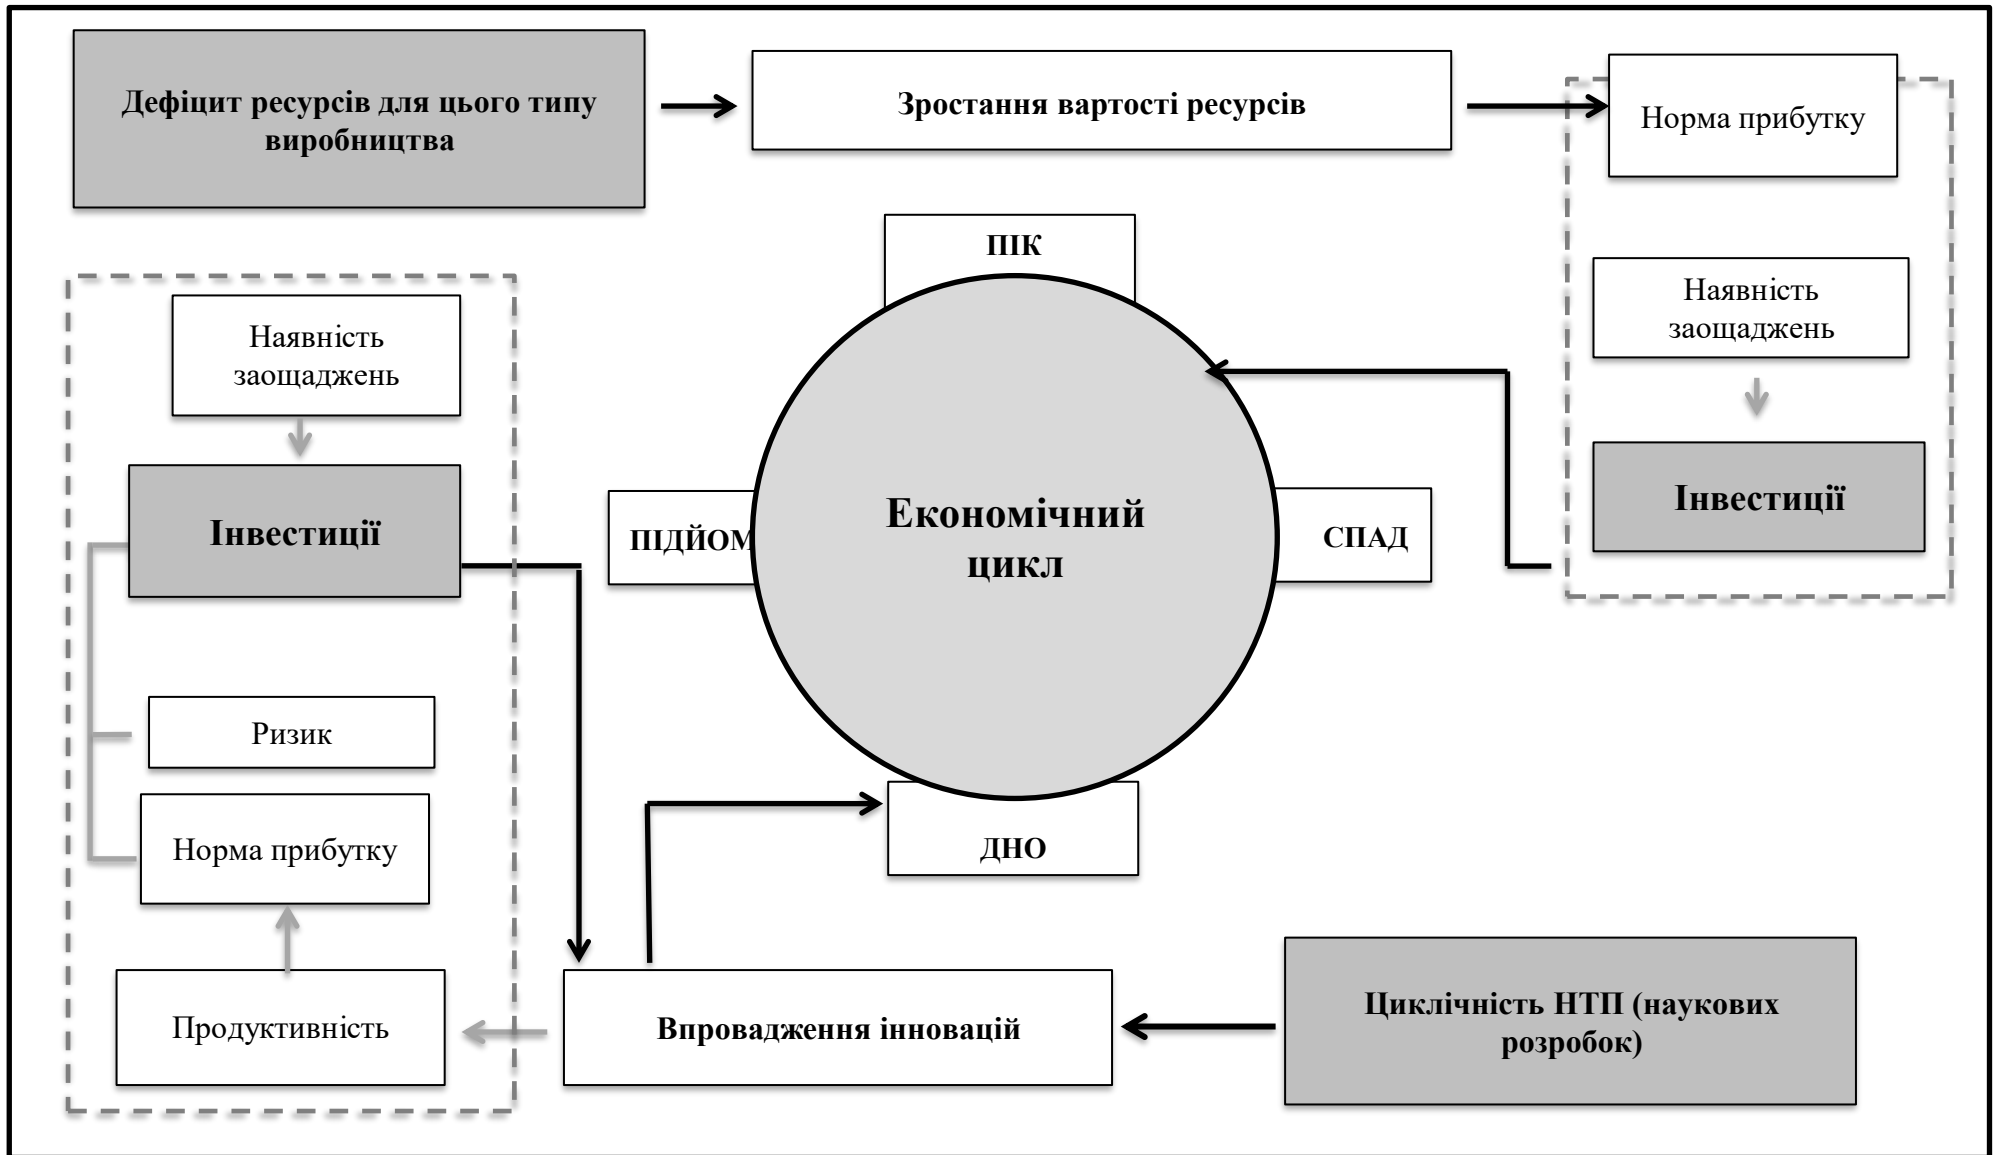 Дефіцит ресурсів для цього типу
виробництва
Зростання вартості ресурсів
Норма прибутку
ПІК
Наявність
заощаджень
Наявність
заощаджень
Інвестиції
ПІДЙОМ
Економічний
цикл
СПАД
Інвестиції
Ризик
Норма прибутку
ДНО
Продуктивність
Впровадження інновацій
Циклічність НТП (наукових
розробок)